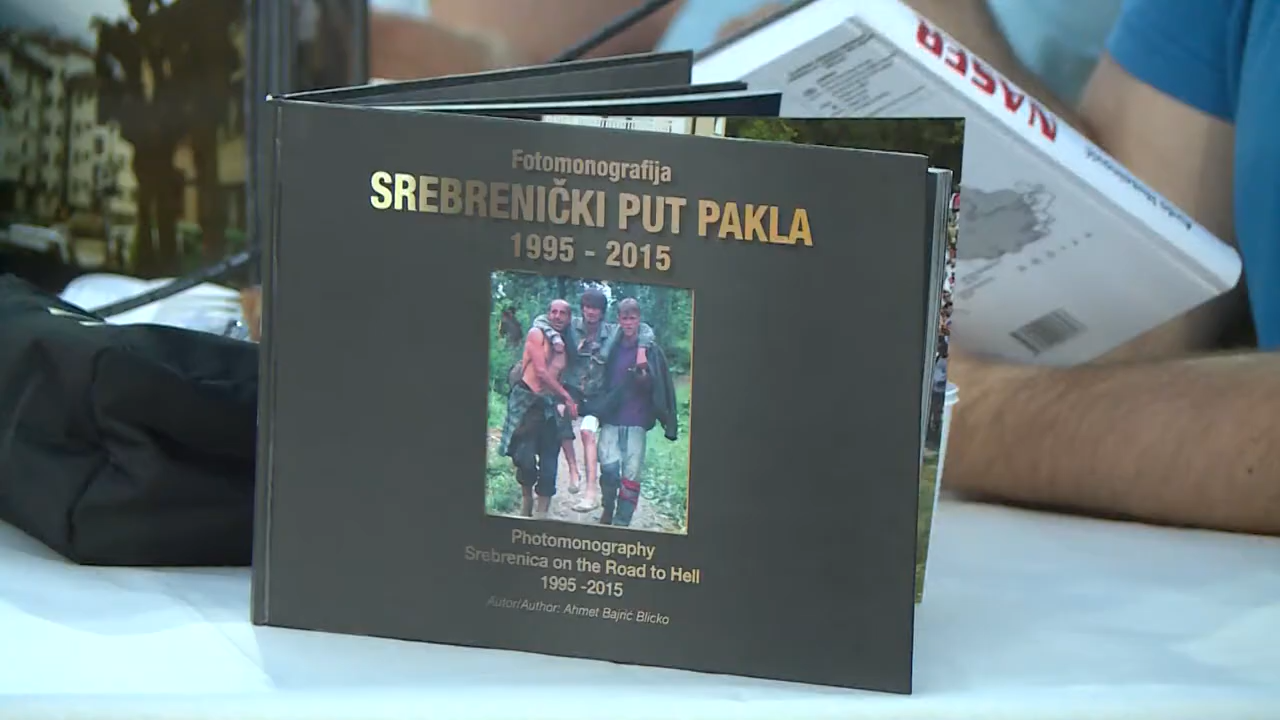 Fotomonografija
SREBRENIČKI PUT PAKLA
1995 - 2015
Photomonography
Srebrenica on the Road to Hell
1995 -2015
Autor/Author: Ahmet Bajrić Blicko
NASER